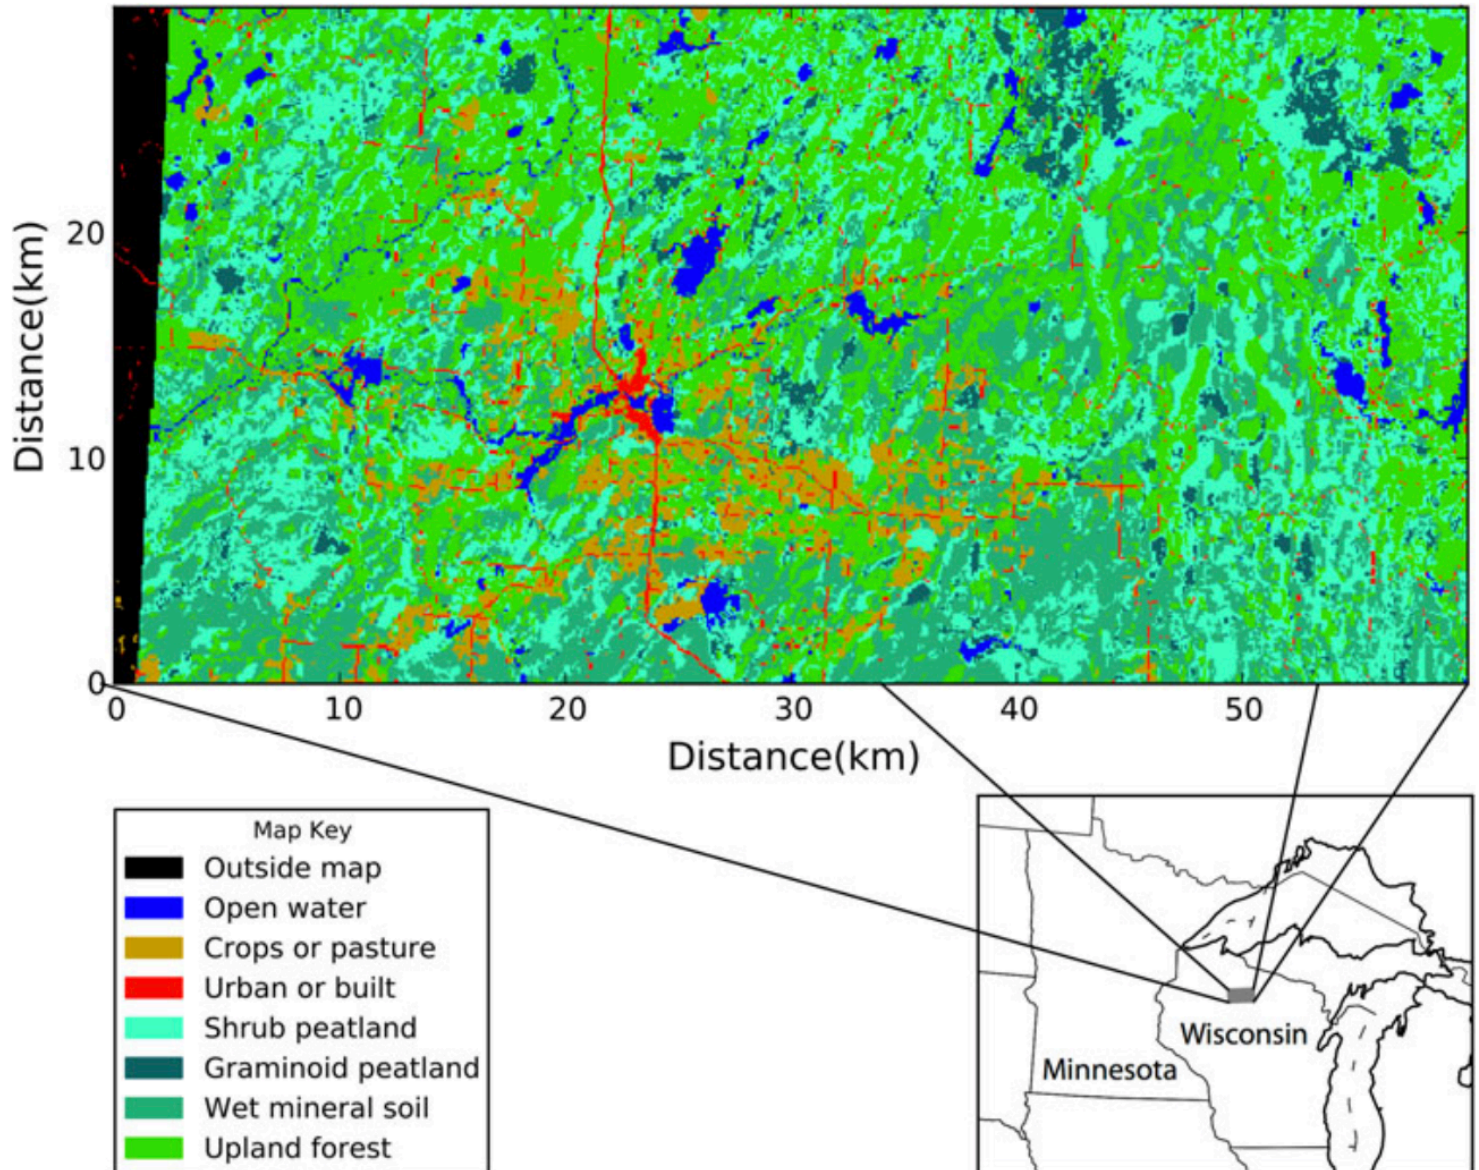 Distance(km)
20
10
0
0 10 20 30 40 50
Distance(km)
Map Key
Outside map
Open water
Crops or pasture
Urban or built
Shrub peatland
Graminoid peatland
Wet mineral soil
Upland forest
Wisconsin
Minnesota